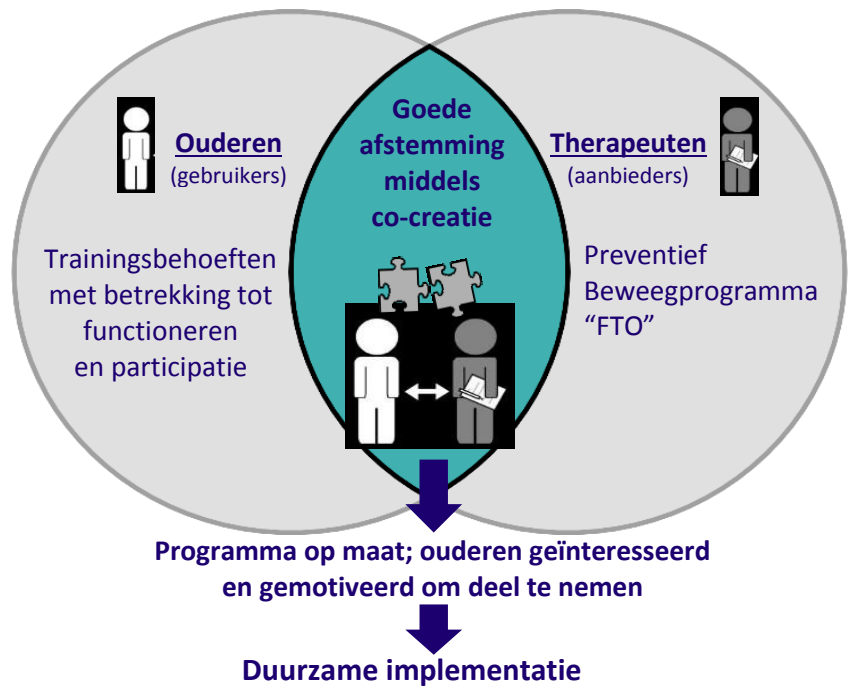 Ouderen
(gebruikers)
Trainingsbehoeften
met betrekking tot
functioneren
en participatie
Goede
afstemming
middels
co-creatie
Therapeuten
(aanbieders)
Preventief
Beweegprogramma
“FTO”
Programma op maat; ouderen geïnteresseerd
en gemotiveerd om deel te nemen
Duurzame implementatie